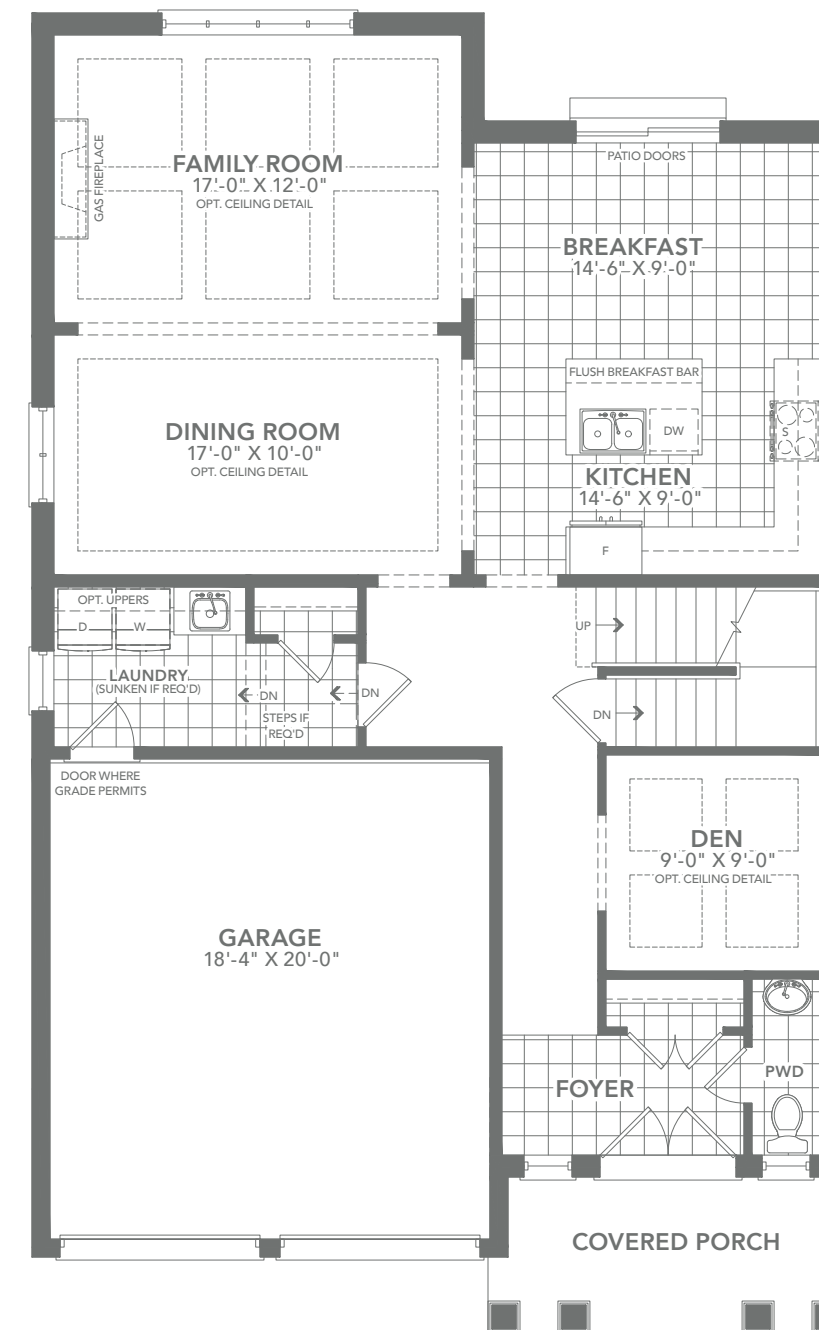 FAMILY ROOM
17'-0" X 12'-0"
OPT. CEILING DETAIL
GAS FIREPLACE
PATIO DOORS
BREAKFAST
14'-6" X 9'-0"
FLUSH BREAKFAST BAR
DW
S
KITCHEN
14'-6" X 9'-0"
F
DINING ROOM
17'-0" X 10'-0"
OPT. CEILING DETAIL
OPT. UPPERS
D
W
LAUNDRY
(SUNKEN IF REQ'D)
DN
DN
STEPS IF
REQ'D
UP
DN
DOOR WHERE
GRADE PERMITS
DEN
9'-0" X 9'-0"
OPT. CEILING DETAIL
GARAGE
18'-4" X 20'-0"
FOYER
PWD
COVERED PORCH